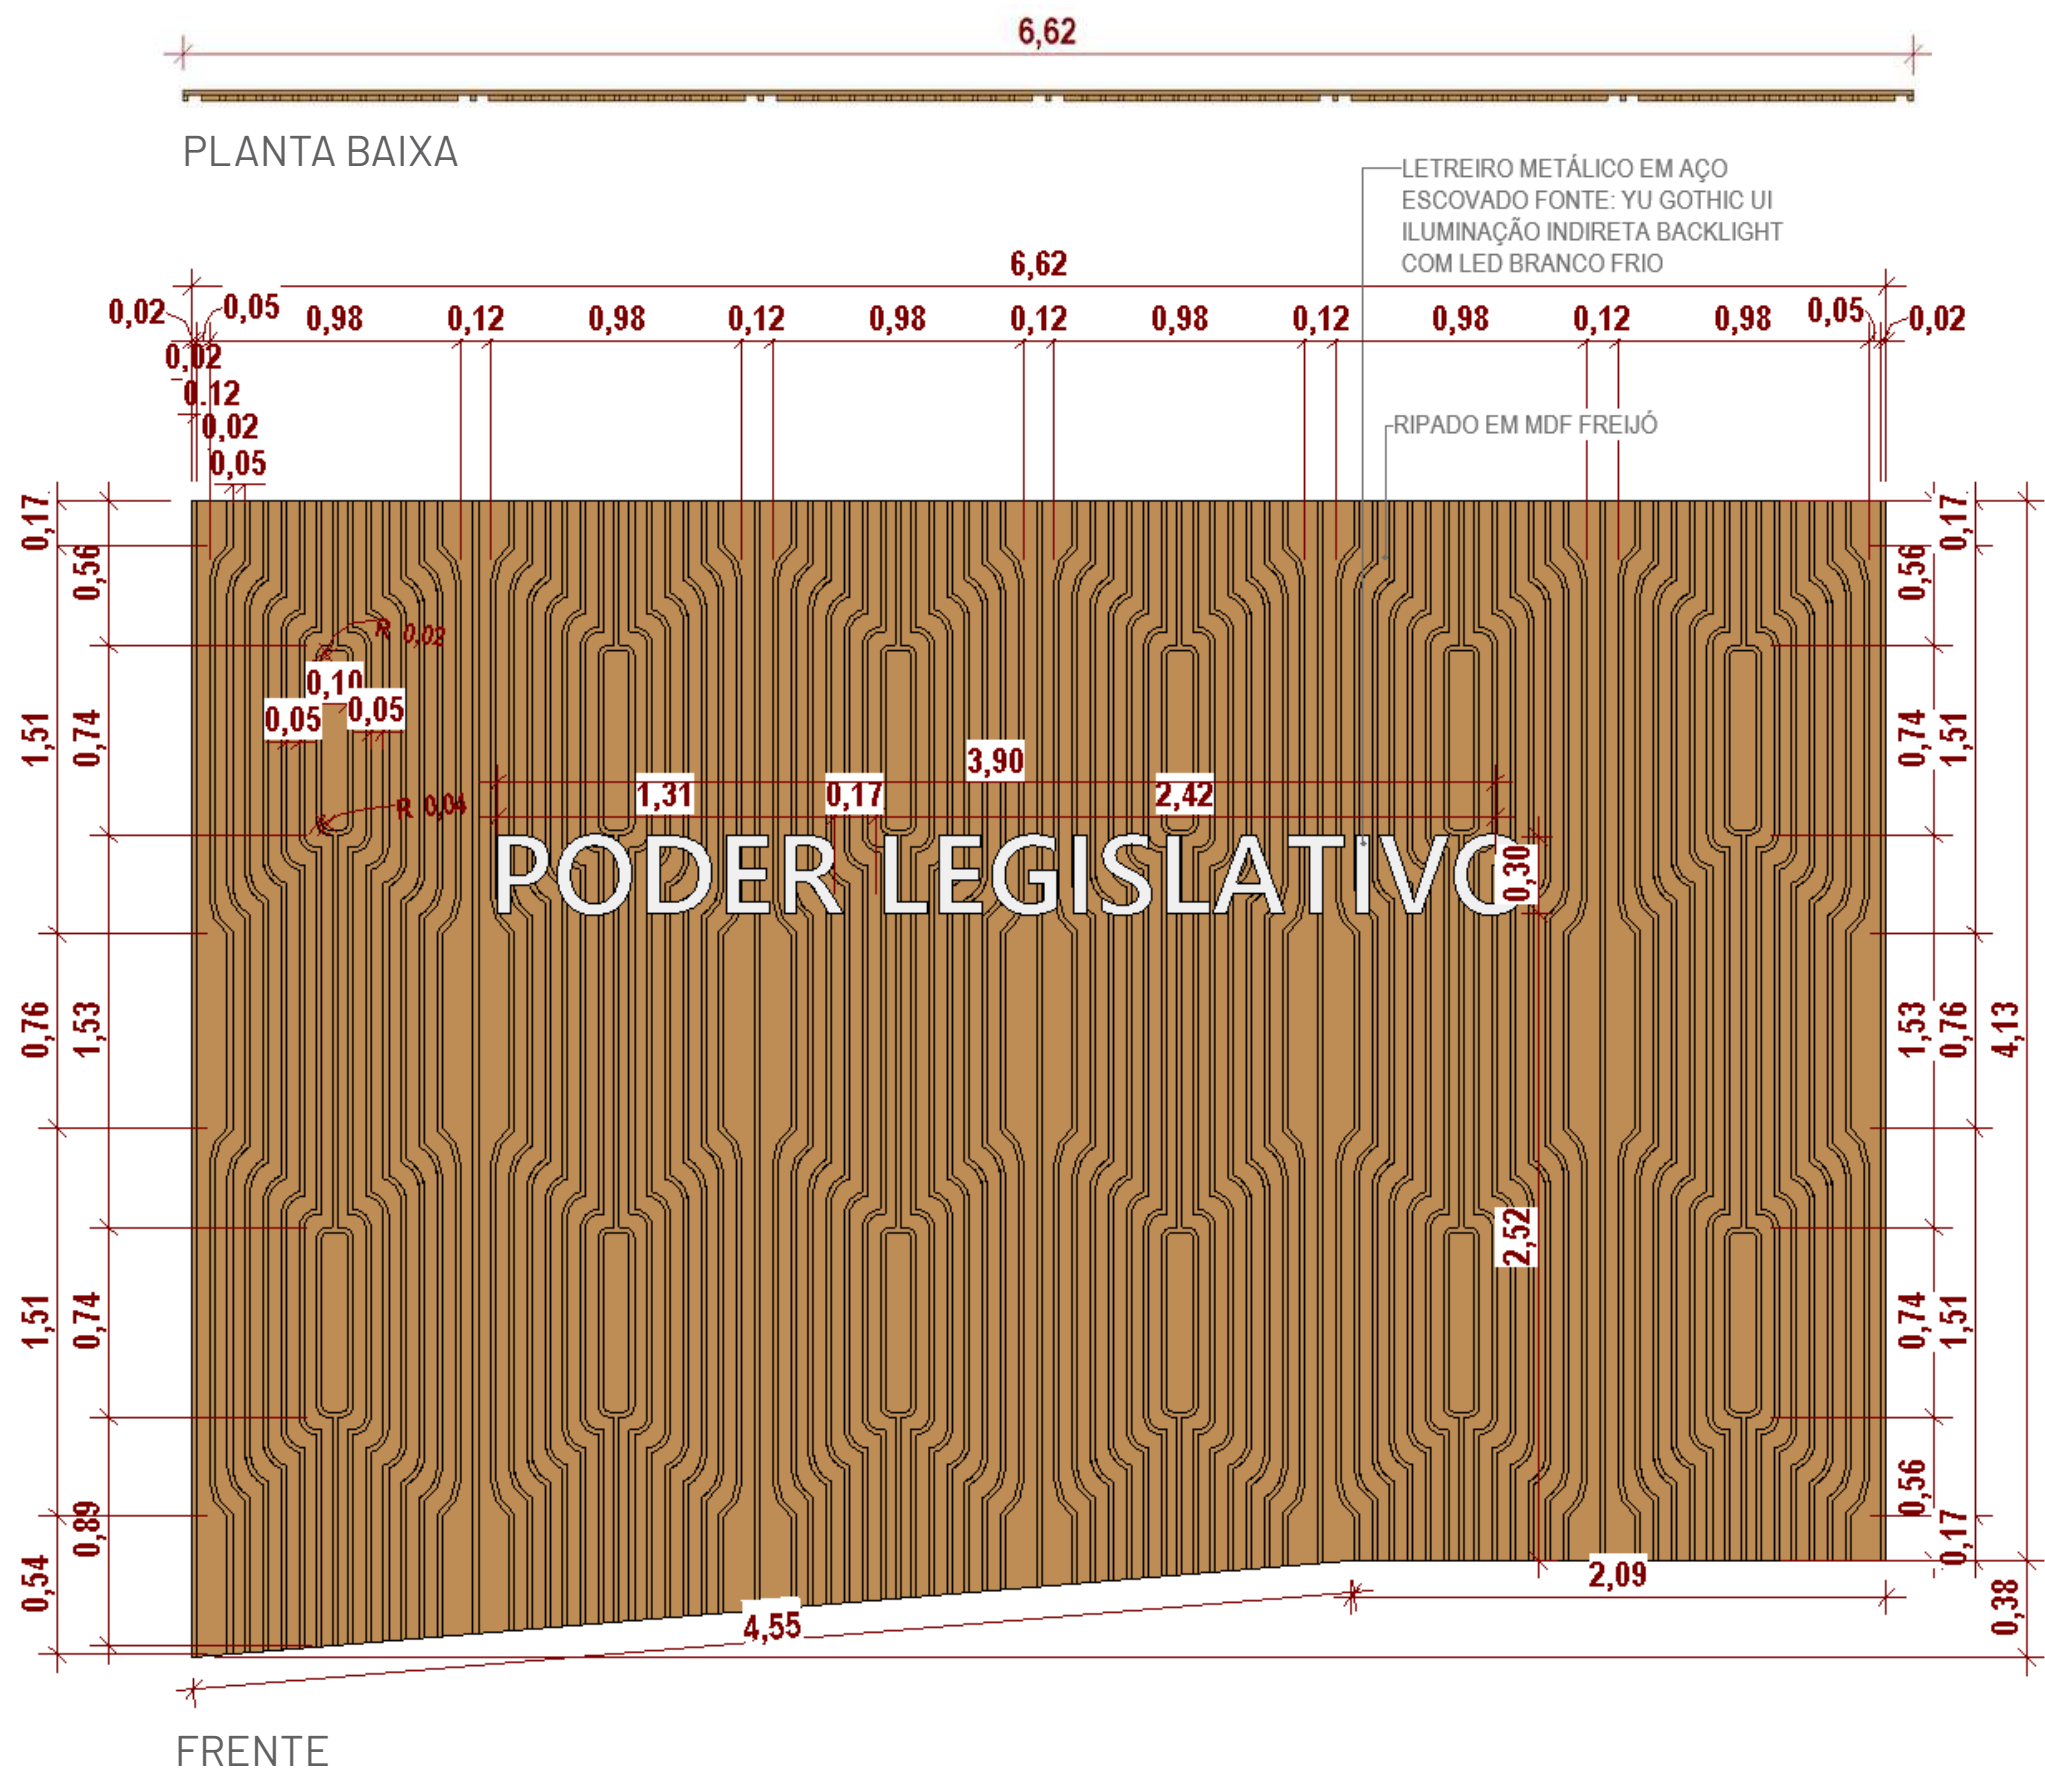 6,62
PLANTA BAIXA
LETREIRO METÁLICO EM AÇO
ESCOVADO FONTE: YU GOTHIC UI
ILUMINAÇÃO INDIRETA BACKLIGHT
COM LED BRANCO FRIO
6,62
0,02 0,05 0,98 0,12 0,98 0,12 0,98 0,12 0,98 0,12 0,98 0,12 0,98 0,05 0,02
0,02
0.12
0,02
0,05
RIPADO EM MDF FREIJÓ
0,17 0,56 1,51 0,74 0,76 1,53 1,51 0,74 0,89 0,54
R 0,02
0,10
0,05 0,05
R 0,04
3,90
1,31 0,17 2,42
PODER LEGISLATIVO
0,30
2,52
0,17 0,56 0,74 1,51 1,53 0,76 4,13 0,74 1,51 0,56 0,17 0,38
2,09
4,55
FRENTE